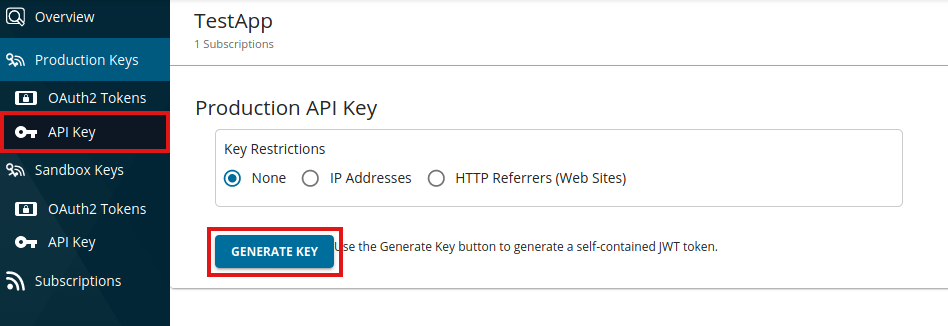 Overview
Production Keys
OAuth2 Tokens
API Key
Sandbox Keys
OAuth2 Tokens
API Key
Subscriptions
TestApp
1 Subscriptions
Production API Key
Key Restrictions
None IP Addresses HTTP Referrers (Web Sites)
GENERATE KEY Use the Generate Key button to generate a self-contained JWT token.